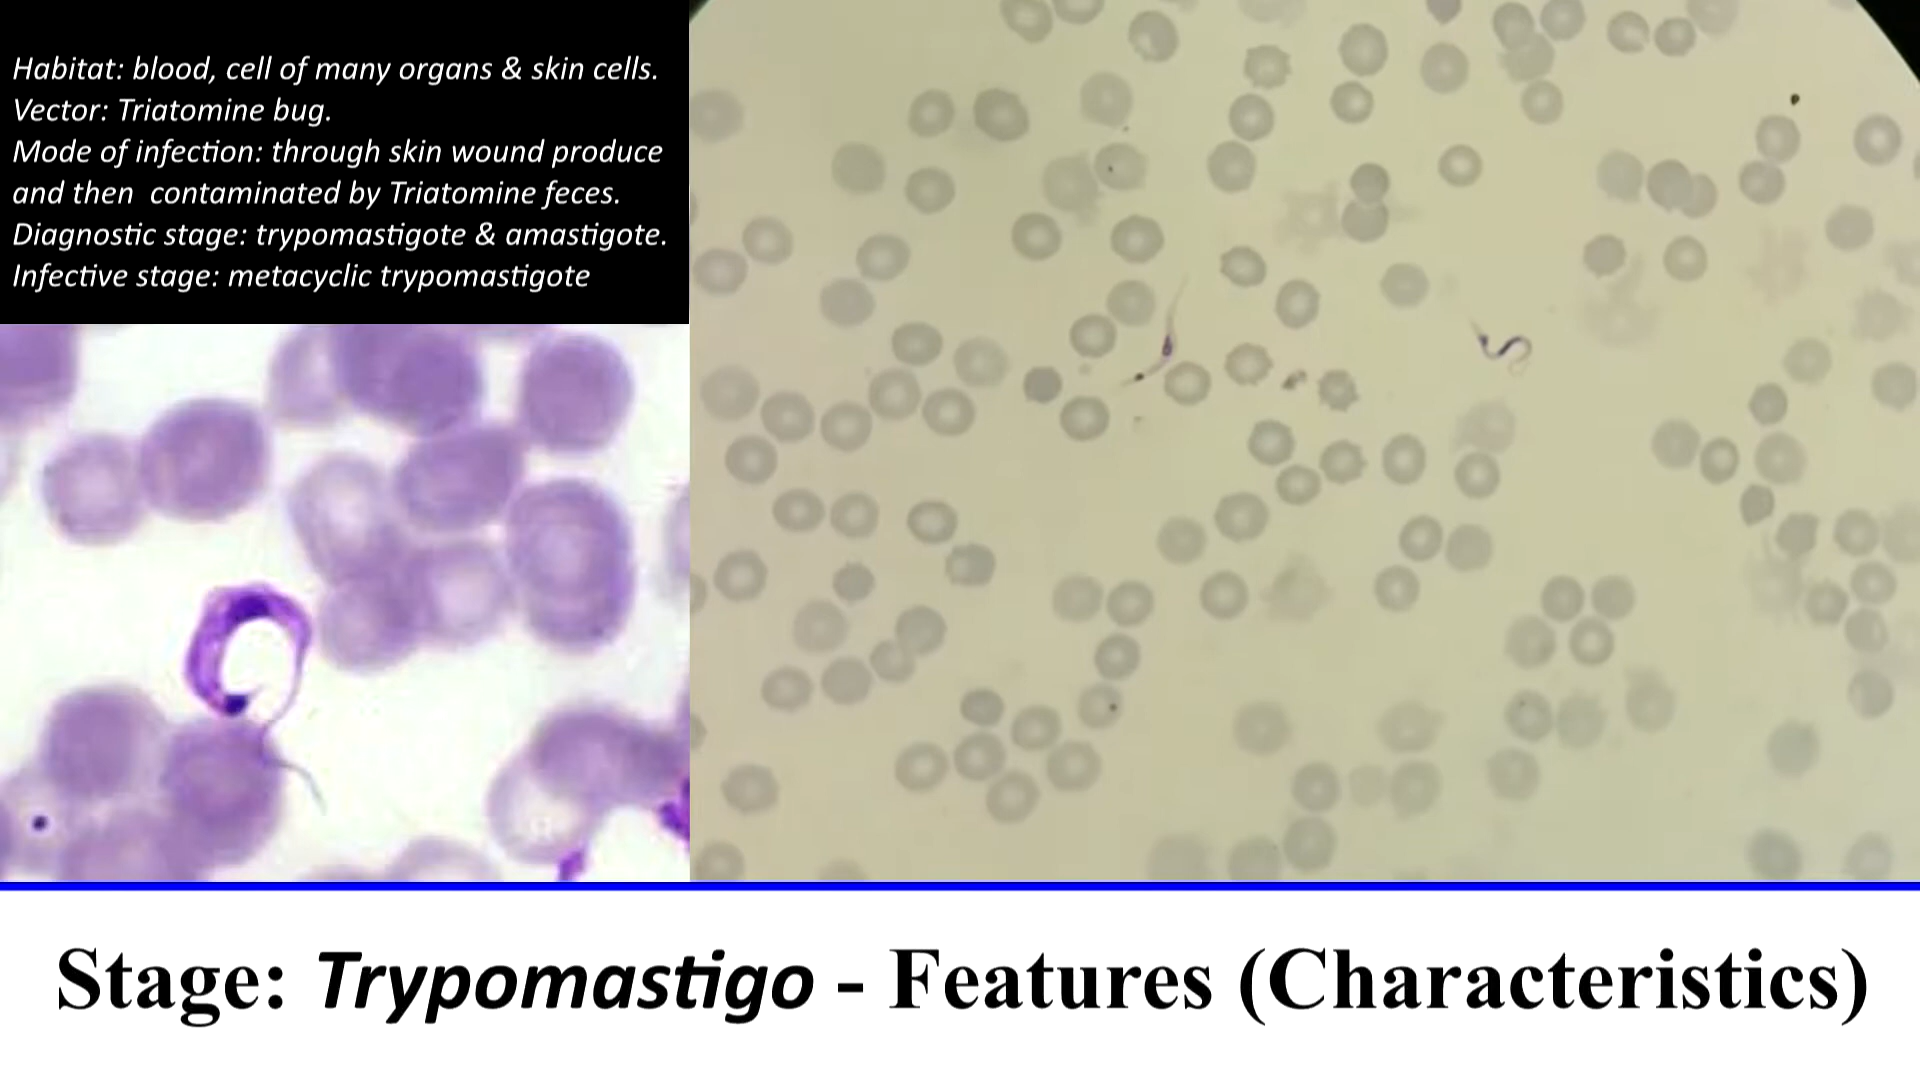 Habitat: blood, cell of many organs & skin cells.
Vector: Triatomine bug.
Mode of infection: through skin wound produce
and then  contaminated by Triatomine feces.
Diagnostic stage: trypomastigote & amastigote.
Infective stage: metacyclic trypomastigote
Stage: Trypomastigo - Features (Characteristics)